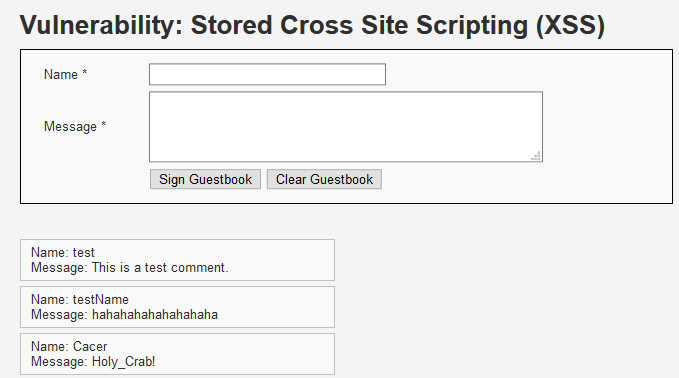 Vulnerability: Stored Cross Site Scripting (XSS)
Name *
Message *
Sign Guestbook Clear Guestbook
Name: test
Message: This is a test comment.
Name: testName
Message: hahahahahahahahaha
Name: Cacer
Message: Holy_Crab!